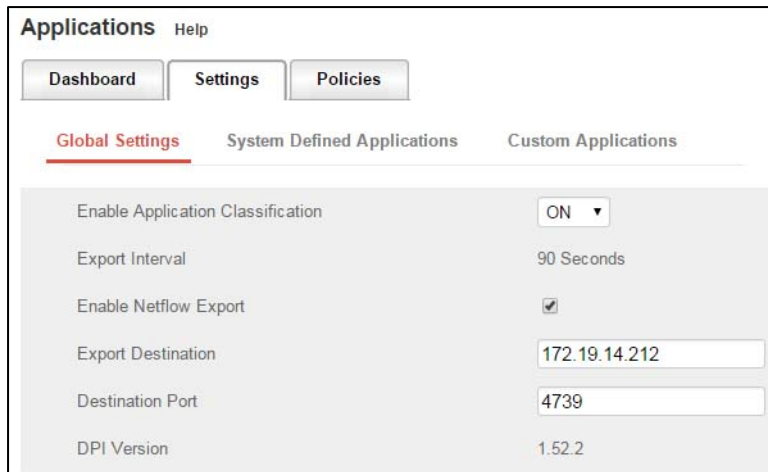 Applications Help
Dashboard Settings Policies
Global Settings System Defined Applications Custom Applications
Enable Application Classification ON
Export Interval 90 Seconds
Enable Netflow Export
Export Destination 172.19.14.212
Destination Port 4739
DPI Version 1.52.2